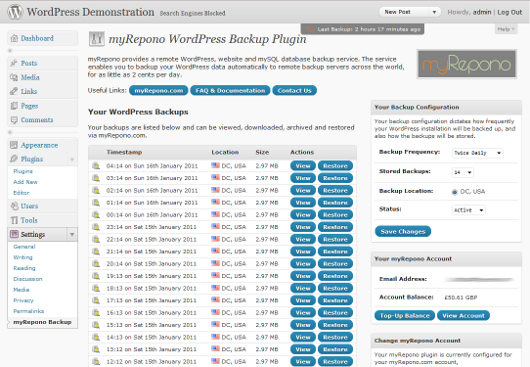 WordPress Demonstration Search Engines Blocked
New Post
Howdy, admin | Log Out
Last Backup: 2 hours 17 minutes ago
Help
Dashboard
Posts
Media
Links
Pages
Comments
Appearance
Plugins
Plugins
Add New
Editor
Users
Tools
Settings
General
Writing
Reading
Discussion
Media
Privacy
Permalinks
myRepono Backup
myRepono WordPress Backup Plugin
myRepono provides a remote WordPress, website and mySQL database backup service. The service
enables you to backup your WordPress data automatically to remote backup servers across the world,
for as little as 2 cents per day.
myRepono
Useful Links: myRepono.com FAQ & Documentation Contact Us
Your WordPress Backups
Your backups are listed below and can be viewed, downloaded, archived and restored
via myRepono.com.
Timestamp Location Size Actions
04:14 on Sun 16th January 2011 DC, USA 2.97 MB View Restore
03:14 on Sun 16th January 2011 DC, USA 2.97 MB View Restore
02:14 on Sun 16th January 2011 DC, USA 2.97 MB View Restore
01:14 on Sun 16th January 2011 DC, USA 2.97 MB View Restore
00:14 on Sun 16th January 2011 DC, USA 2.97 MB View Restore
23:14 on Sat 15th January 2011 DC, USA 2.97 MB View Restore
22:14 on Sat 15th January 2011 DC, USA 2.97 MB View Restore
21:14 on Sat 15th January 2011 DC, USA 2.97 MB View Restore
20:14 on Sat 15th January 2011 DC, USA 2.97 MB View Restore
19:13 on Sat 15th January 2011 DC, USA 2.97 MB View Restore
18:13 on Sat 15th January 2011 DC, USA 2.97 MB View Restore
17:13 on Sat 15th January 2011 DC, USA 2.97 MB View Restore
16:13 on Sat 15th January 2011 DC, USA 2.97 MB View Restore
15:13 on Sat 15th January 2011 DC, USA 2.97 MB View Restore
14:13 on Sat 15th January 2011 DC, USA 2.97 MB View Restore
13:12 on Sat 15th January 2011 DC, USA 2.97 MB View Restore
12:12 on Sat 15th January 2011 DC, USA 2.97 MB View Restore
Your Backup Configuration
Your backup configuration dictates how frequently
your WordPress installation will be backed up, and
also how the backups will be stored.
Backup Frequency: Twice Daily
Stored Backups: 14
Backup Location: DC, USA
Status: Active
Save Changes
Your myRepono Account
Email Address:
Account Balance: £50.61 GBP
Top-Up Balance View Account
Change myRepono Account
Your myRepono plugin is currently configured for
your myRepono.com account,